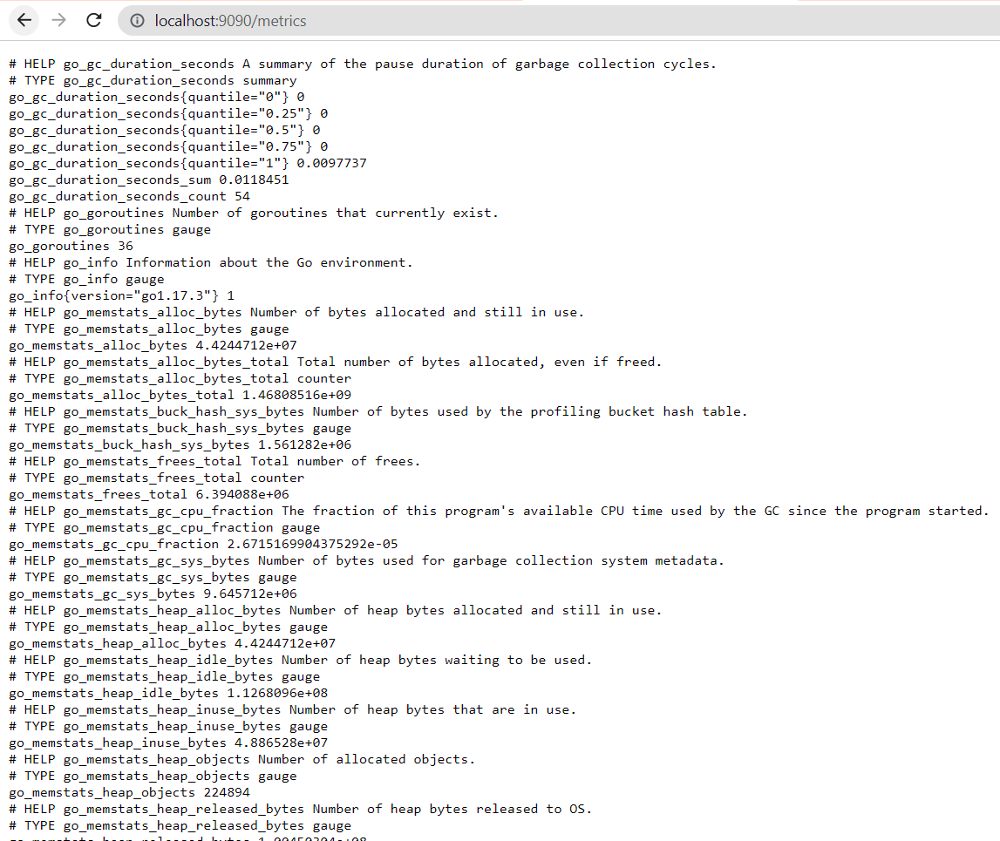 localhost:9090/metrics
# HELP go_gc_duration_seconds A summary of the pause duration of garbage collection cycles.
# TYPE go_gc_duration_seconds summary
go_gc_duration_seconds{quantile="0"} 0
go_gc_duration_seconds{quantile="0.25"} 0
go_gc_duration_seconds{quantile="0.5"} 0
go_gc_duration_seconds{quantile="0.75"} 0
go_gc_duration_seconds{quantile="1"} 0.0097737
go_gc_duration_seconds_sum 0.0118451
go_gc_duration_seconds_count 54
# HELP go_goroutines Number of goroutines that currently exist.
# TYPE go_goroutines gauge
go_goroutines 36
# HELP go_info Information about the Go environment.
# TYPE go_info gauge
go_info{version="go1.17.3"} 1
# HELP go_memstats_alloc_bytes Number of bytes allocated and still in use.
# TYPE go_memstats_alloc_bytes gauge
go_memstats_alloc_bytes 4.4244712e+07
# HELP go_memstats_alloc_bytes_total Total number of bytes allocated, even if freed.
# TYPE go_memstats_alloc_bytes_total counter
go_memstats_alloc_bytes_total 1.46808516e+09
# HELP go_memstats_buck_hash_sys_bytes Number of bytes used by the profiling bucket hash table.
# TYPE go_memstats_buck_hash_sys_bytes gauge
go_memstats_buck_hash_sys_bytes 1.561282e+06
# HELP go_memstats_frees_total Total number of frees.
# TYPE go_memstats_frees_total counter
go_memstats_frees_total 6.394088e+06
# HELP go_memstats_gc_cpu_fraction The fraction of this program's available CPU time used by the GC since the program started.
# TYPE go_memstats_gc_cpu_fraction gauge
go_memstats_gc_cpu_fraction 2.6715169904375292e-05
# HELP go_memstats_gc_sys_bytes Number of bytes used for garbage collection system metadata.
# TYPE go_memstats_gc_sys_bytes gauge
go_memstats_gc_sys_bytes 9.645712e+06
# HELP go_memstats_heap_alloc_bytes Number of heap bytes allocated and still in use.
# TYPE go_memstats_heap_alloc_bytes gauge
go_memstats_heap_alloc_bytes 4.4244712e+07
# HELP go_memstats_heap_idle_bytes Number of heap bytes waiting to be used.
# TYPE go_memstats_heap_idle_bytes gauge
go_memstats_heap_idle_bytes 1.1268096e+08
# HELP go_memstats_heap_inuse_bytes Number of heap bytes that are in use.
# TYPE go_memstats_heap_inuse_bytes gauge
go_memstats_heap_inuse_bytes 4.886528e+07
# HELP go_memstats_heap_objects Number of allocated objects.
# TYPE go_memstats_heap_objects gauge
go_memstats_heap_objects 224894
# HELP go_memstats_heap_released_bytes Number of heap bytes released to OS.
# TYPE go_memstats_heap_released_bytes gauge
go_memstats_heap_released_bytes